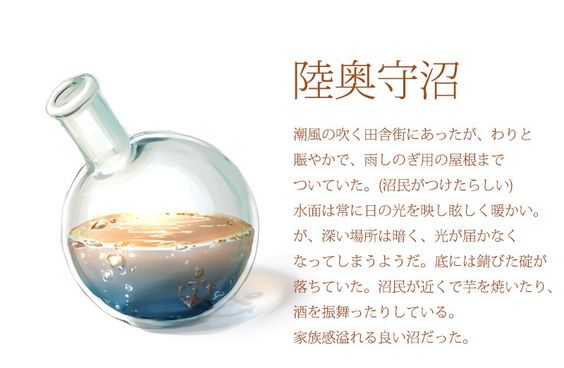 陸奥守沼
潮風の吹く田舎街にあったが、わりと
賑やかで、雨しのぎ用の屋根まで
ついていた。(沼民がつけたらしい)
水面は常に日の光を映し眩しく暖かい。
が、深い場所は暗く、光が届かなく
なってしまうようだ。底には錆びた碇が
落ちていた。沼民が近くで芋を焼いたり、
酒を振舞ったりしている。
家族感溢れる良い沼だった。